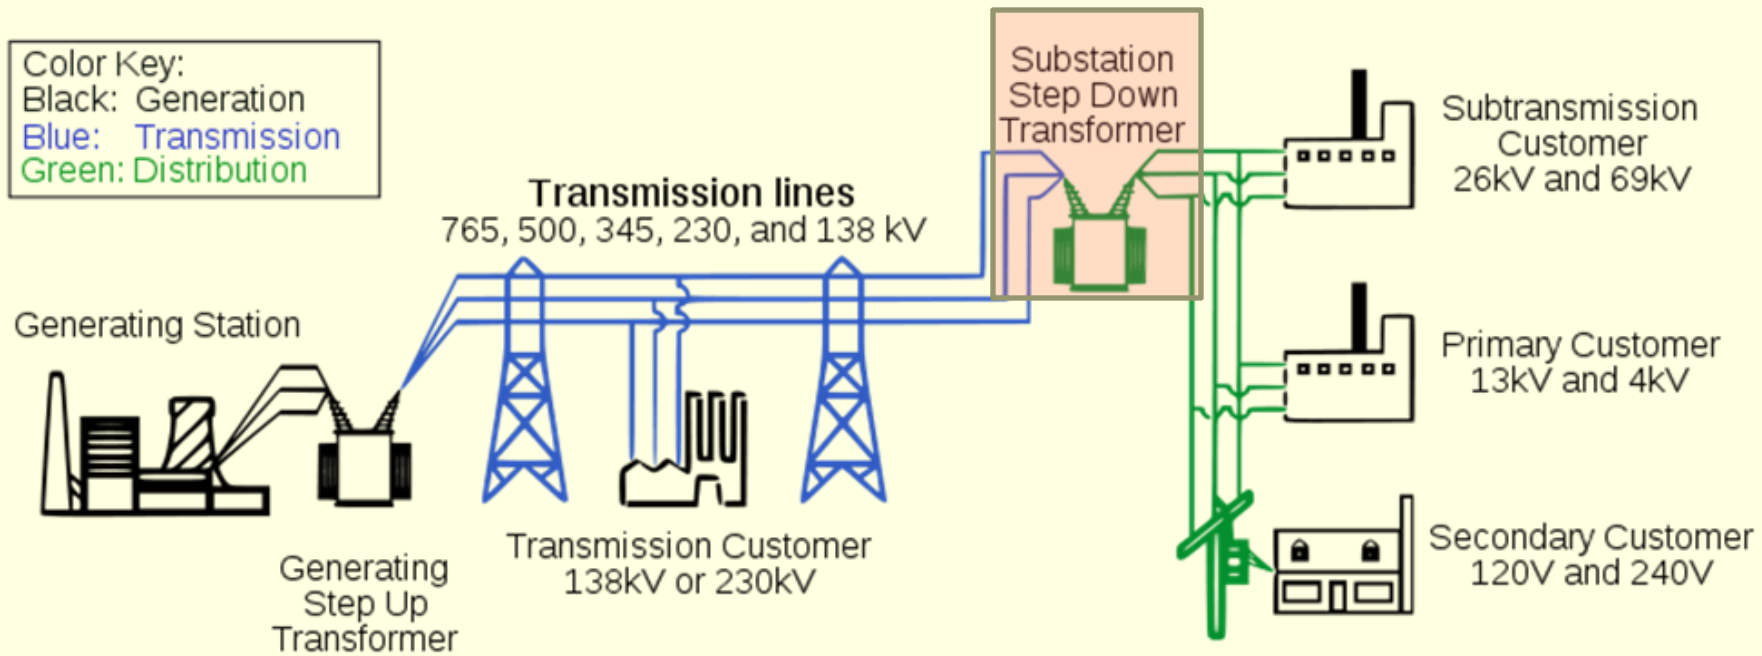 Color Key:
Black: Generation
Blue: Transmission
Green: Distribution
Substation
Step Down
Transformer
Subtransmission
Customer
26kV and 69kV
Transmission lines
765, 500, 345, 230, and 138 kV
Generating Station
Primary Customer
13kV and 4kV
Transmission Customer
138kV or 230kV
Secondary Customer
120V and 240V
Generating
Step Up
Transformer